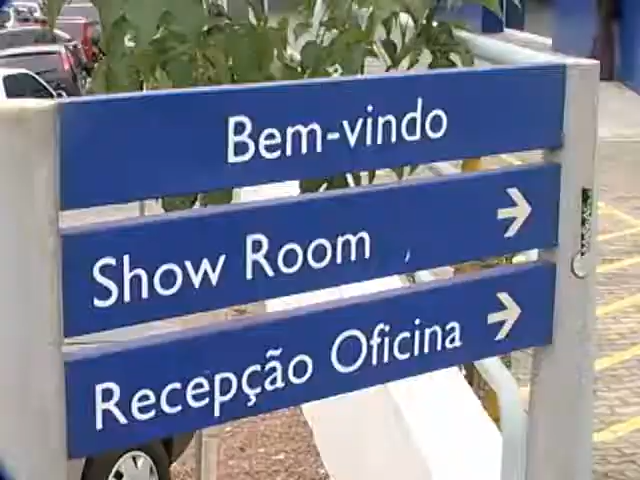 Bem-vindo
Show Room →
Recepção Oficina →